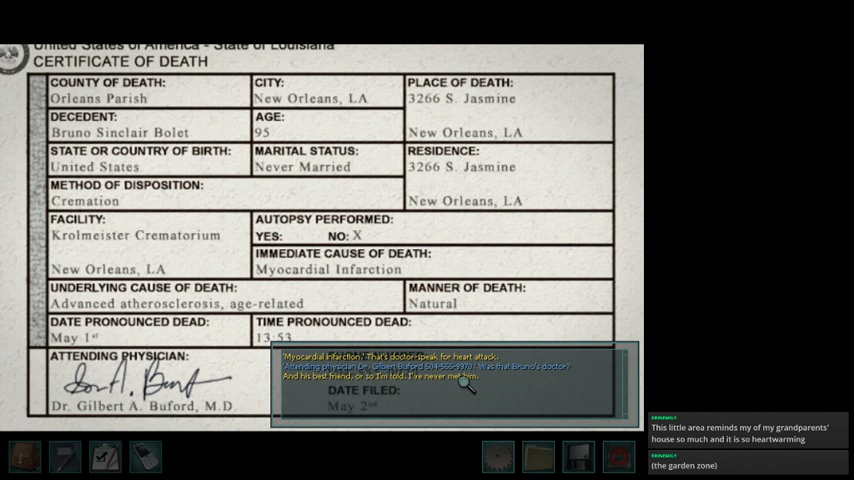 United States of America - State of Louisiana
CERTIFICATE OF DEATH
COUNTY OF DEATH:
Orleans Parish
CITY:
New Orleans, LA
PLACE OF DEATH:
3266 S. Jasmine
New Orleans, LA
DECEDENT:
Bruno Sinclair Bolet
AGE:
95
STATE OR COUNTRY OF BIRTH:
United States
MARITAL STATUS:
Never Married
RESIDENCE:
3266 S. Jasmine
New Orleans, LA
METHOD OF DISPOSITION:
Cremation
FACILITY:
Krolmeister Crematorium
New Orleans, LA
AUTOPSY PERFORMED:
YES: NO: X
IMMEDIATE CAUSE OF DEATH:
Myocardial Infarction
UNDERLYING CAUSE OF DEATH:
Advanced atherosclerosis, age-related
MANNER OF DEATH:
Natural
DATE PRONOUNCED DEAD:
May 1st
TIME PRONOUNCED DEAD:
13:53
ATTENDING PHYSICIAN:
Dr. Gilbert A. Buford, M.D.
DATE FILED:
May 2nd
'Myocardial Infarction'? That's doctor-speak for heart attack.
'Attending physician Dr. Gilbert Buford 504-555-9970.' Was that Bruno's doctor?
And his best friend, or so I'm told. I've never met him.
ERINEMILY
This little area reminds my of my grandparents'
house so much and it is so heartwarming
ERINEMILY
(the garden zone)